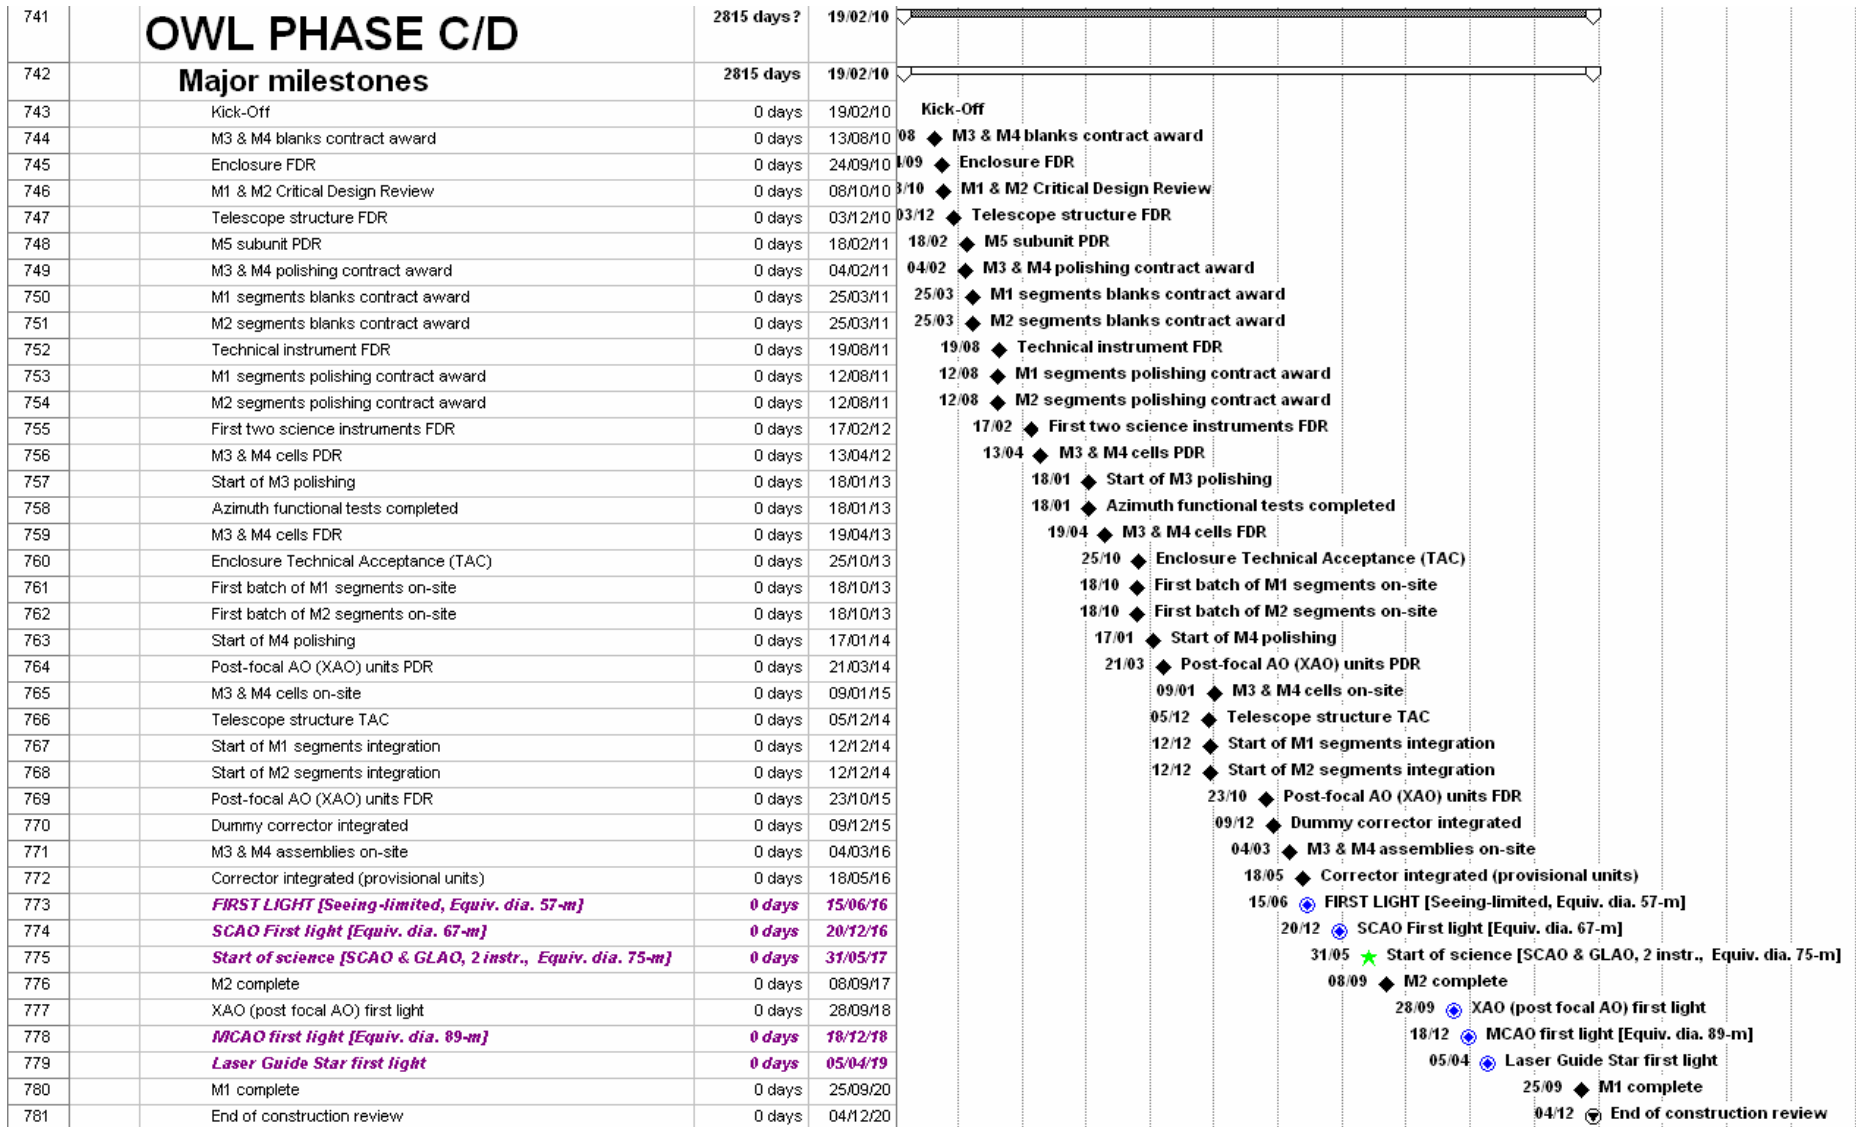 741 OWL PHASE C/D 2815 days? 19/02/10
742 Major milestones 2815 days 19/02/10
743 Kick-Off 0 days 19/02/10 Kick-Off
744 M3 & M4 blanks contract award 0 days 13/08/10 08 M3 & M4 blanks contract award
745 Enclosure FDR 0 days 24/09/10 /09 Enclosure FDR
746 M1 & M2 Critical Design Review 0 days 08/10/10 /10 M1 & M2 Critical Design Review
747 Telescope structure FDR 0 days 03/12/10 03/12 Telescope structure FDR
748 M5 subunit PDR 0 days 18/02/11 18/02 M5 subunit PDR
749 M3 & M4 polishing contract award 0 days 04/02/11 04/02 M3 & M4 polishing contract award
750 M1 segments blanks contract award 0 days 25/03/11 25/03 M1 segments blanks contract award
751 M2 segments blanks contract award 0 days 25/03/11 25/03 M2 segments blanks contract award
752 Technical instrument FDR 0 days 19/08/11 19/08 Technical instrument FDR
753 M1 segments polishing contract award 0 days 12/08/11 12/08 M1 segments polishing contract award
754 M2 segments polishing contract award 0 days 12/08/11 12/08 M2 segments polishing contract award
755 First two science instruments FDR 0 days 17/02/12 17/02 First two science instruments FDR
756 M3 & M4 cells PDR 0 days 13/04/12 13/04 M3 & M4 cells PDR
757 Start of M3 polishing 0 days 18/01/13 18/01 Start of M3 polishing
758 Azimuth functional tests completed 0 days 18/01/13 18/01 Azimuth functional tests completed
759 M3 & M4 cells FDR 0 days 19/04/13 19/04 M3 & M4 cells FDR
760 Enclosure Technical Acceptance (TAC) 0 days 25/10/13 25/10 Enclosure Technical Acceptance (TAC)
761 First batch of M1 segments on-site 0 days 18/10/13 18/10 First batch of M1 segments on-site
762 First batch of M2 segments on-site 0 days 18/10/13 18/10 First batch of M2 segments on-site
763 Start of M4 polishing 0 days 17/01/14 17/01 Start of M4 polishing
764 Post-focal AO (XAO) units PDR 0 days 21/03/14 21/03 Post-focal AO (XAO) units PDR
765 M3 & M4 cells on-site 0 days 09/01/15 09/01 M3 & M4 cells on-site
766 Telescope structure TAC 0 days 05/12/14 05/12 Telescope structure TAC
767 Start of M1 segments integration 0 days 12/12/14 12/12 Start of M1 segments integration
768 Start of M2 segments integration 0 days 12/12/14 12/12 Start of M2 segments integration
769 Post-focal AO (XAO) units FDR 0 days 23/10/15 23/10 Post-focal AO (XAO) units FDR
770 Dummy corrector integrated 0 days 09/12/15 09/12 Dummy corrector integrated
771 M3 & M4 assemblies on-site 0 days 04/03/16 04/03 M3 & M4 assemblies on-site
772 Corrector integrated (provisional units) 0 days 18/05/16 18/05 Corrector integrated (provisional units)
773 FIRST LIGHT [Seeing-limited, Equiv. dia. 57-m] 0 days 15/06/16 15/06 FIRST LIGHT [Seeing-limited, Equiv. dia. 57-m]
774 SCAO First light [Equiv. dia. 67-m] 0 days 20/12/16 20/12 SCAO First light [Equiv. dia. 67-m]
775 Start of science [SCAO & GLAO, 2 instr., Equiv. dia. 75-m] 0 days 31/05/17 31/05 Start of science [SCAO & GLAO, 2 instr., Equiv. dia. 75-m]
776 M2 complete 0 days 08/09/17 08/09 M2 complete
777 XAO (post focal AO) first light 0 days 28/09/18 28/09 XAO (post focal AO) first light
778 MCAO first light [Equiv. dia. 89-m] 0 days 18/12/18 18/12 MCAO first light [Equiv. dia. 89-m]
779 Laser Guide Star first light 0 days 05/04/19 05/04 Laser Guide Star first light
780 M1 complete 0 days 25/09/20 25/09 M1 complete
781 End of construction review 0 days 04/12/20 04/12 End of construction review